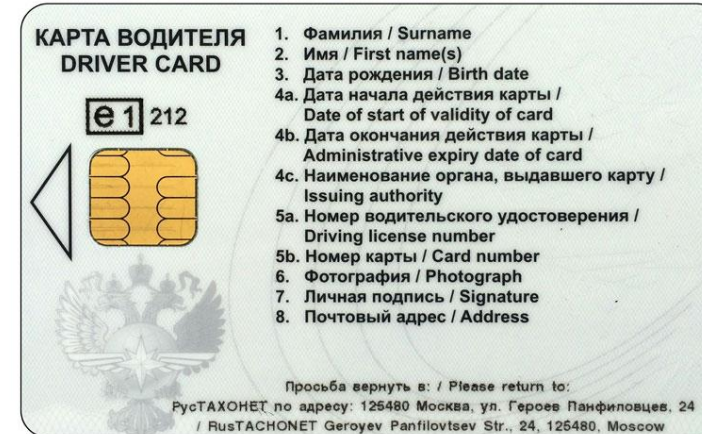 КАРТА ВОДИТЕЛЯ
DRIVER CARD
e 1 212
1. Фамилия / Surname
2. Имя / First name(s)
3. Дата рождения / Birth date
4a. Дата начала действия карты /
Date of start of validity of card
4b. Дата окончания действия карты /
Administrative expiry date of card
4c. Наименование органа, выдавшего карту /
Issuing authority
5a. Номер водительского удостоверения /
Driving license number
5b. Номер карты / Card number
6. Фотография / Photograph
7. Личная подпись / Signature
8. Почтовый адрес / Address
Просьба вернуть в: / Please return to:
РусТАХОНЕТ по адресу: 125480 Москва, ул. Героев Панфиловцев, 24
/ RusTACHONET Geroyev Panfilovtsev Str., 24, 125480, Moscow